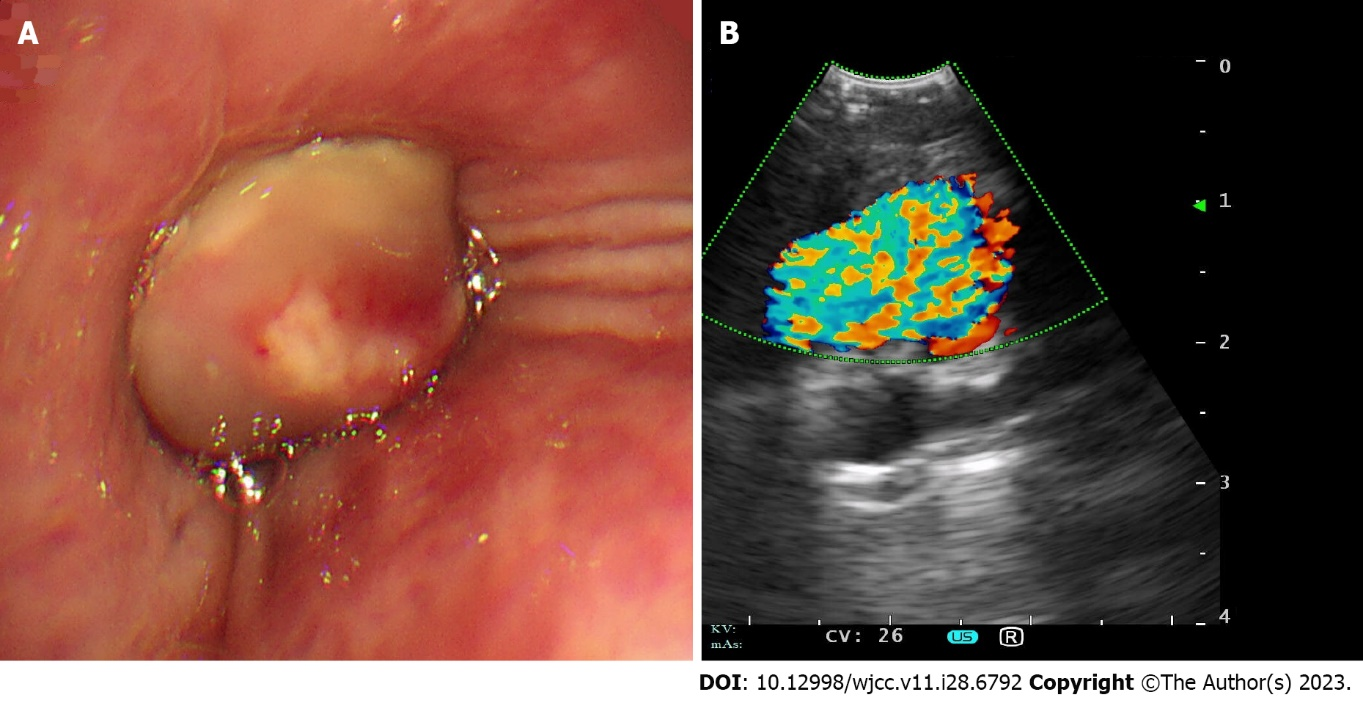 A
B
0
1
2
3
4
KV:
mAs:
CV: 26
US
R
DOI: 10.12998/wjcc.v11.i28.6792 Copyright ©The Author(s) 2023.